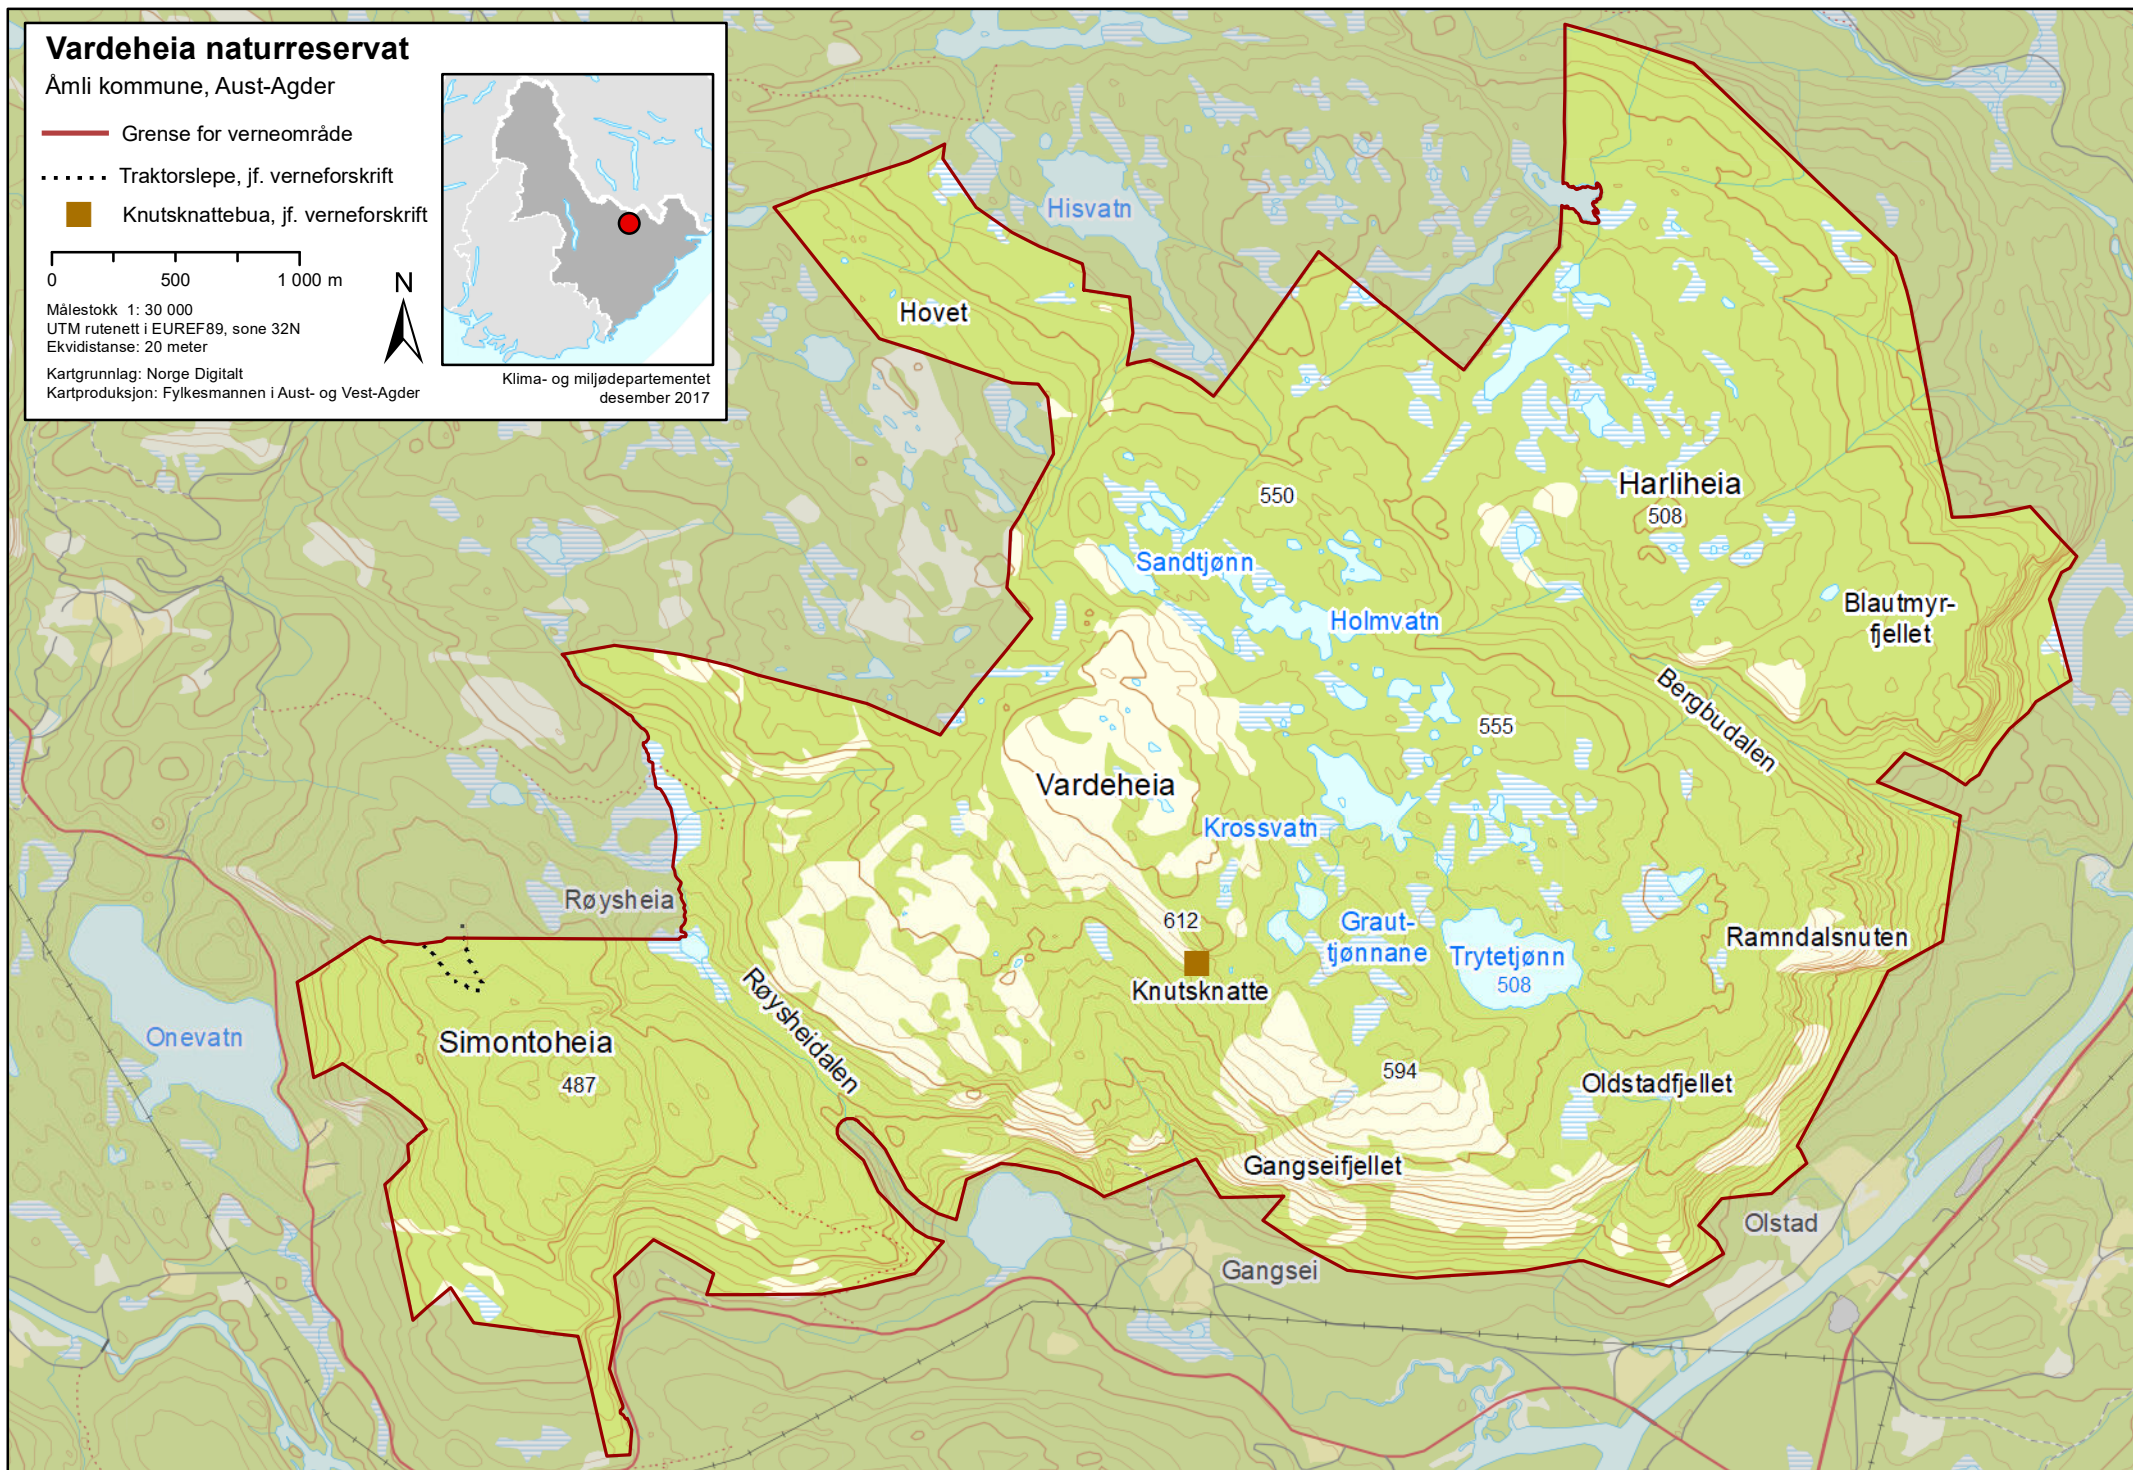 Vardeheia naturreservat
Åmli kommune, Aust-Agder
Grense for verneområde
Traktorslepe, jf. verneforskrift
Knutsknattebua, jf. verneforskrift
0 500 1 000 m
N
Målestokk 1: 30 000
UTM rutenett i EUREF89, sone 32N
Ekvidistanse: 20 meter
Kartgrunnlag: Norge Digitalt
Kartproduksjon: Fylkesmannen i Aust- og Vest-Agder
Klima- og miljødepartementet
desember 2017
Hisvatn
Hovet
550
Harliheia
508
Sandtjønn
Holmvatn
Blautmyr-
fjellet
Bergbudalen
555
Vardeheia
Krossvatn
Røysheia
612
Graut-
tjønnane
Trytetjønn
508
Ramndalsnuten
Knutsknatte
Røysheidalen
Onevatn
Simontoheia
487
594
Oldstadfjellet
Gangseifjellet
Olstad
Gangsei